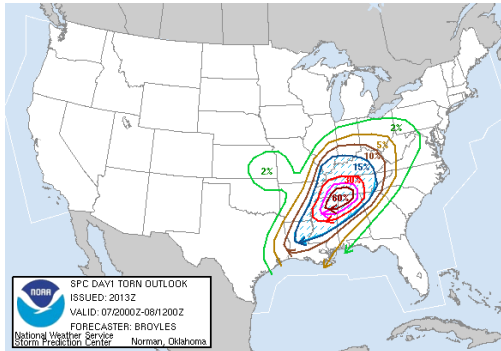 2%
5%
10%
15%
2%
30%
60%
SPC DAY1 TORN OUTLOOK
ISSUED: 2013Z
VALID: 07/2000Z-08/1200Z
FORECASTER: BROYLES
National Weather Service
Storm Prediction Center Norman, Oklahoma
NOAA